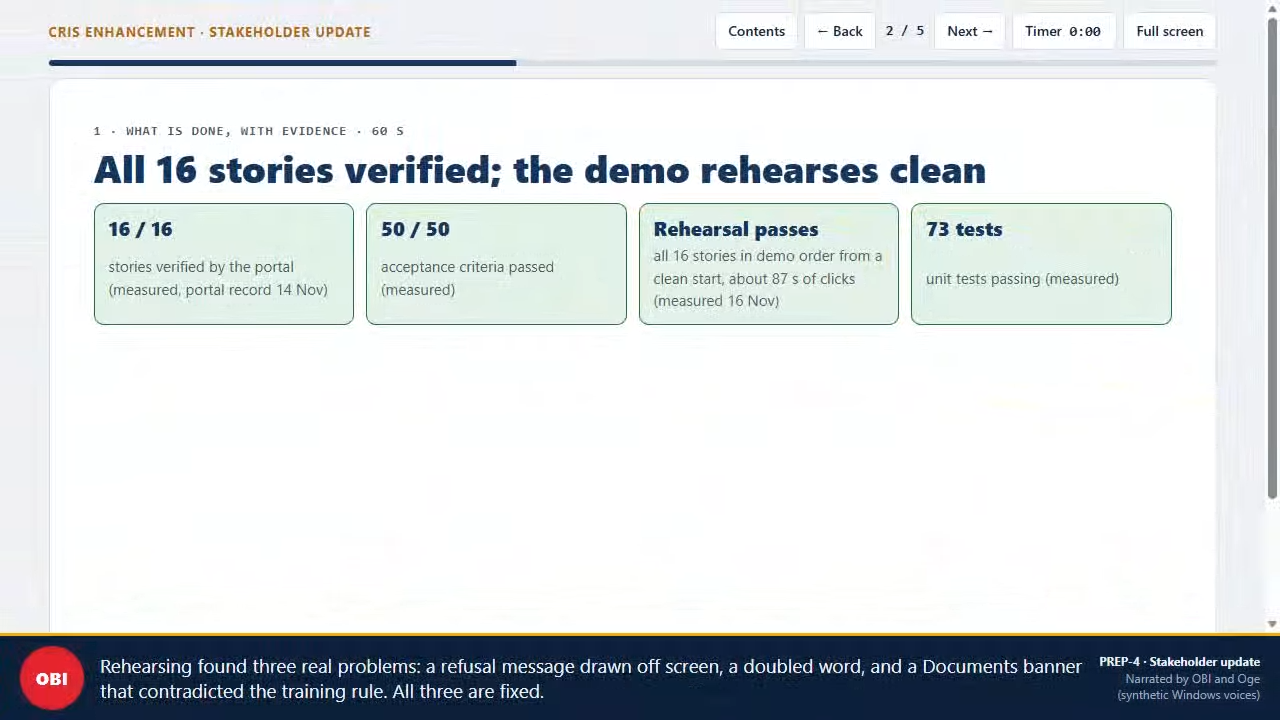 CRIS ENHANCEMENT · STAKEHOLDER UPDATE
Contents
← Back
2 / 5
Next →
Timer 0:00
Full screen
1 · WHAT IS DONE, WITH EVIDENCE · 60 S
All 16 stories verified; the demo rehearses clean
16 / 16
stories verified by the portal
(measured, portal record 14 Nov)
50 / 50
acceptance criteria passed
(measured)
Rehearsal passes
all 16 stories in demo order from a
clean start, about 87 s of clicks
(measured 16 Nov)
73 tests
unit tests passing (measured)
OBI
Rehearsing found three real problems: a refusal message drawn off screen, a doubled word, and a Documents banner
that contradicted the training rule. All three are fixed.
PREP-4 · Stakeholder update
Narrated by OBI and Oge
(synthetic Windows voices)